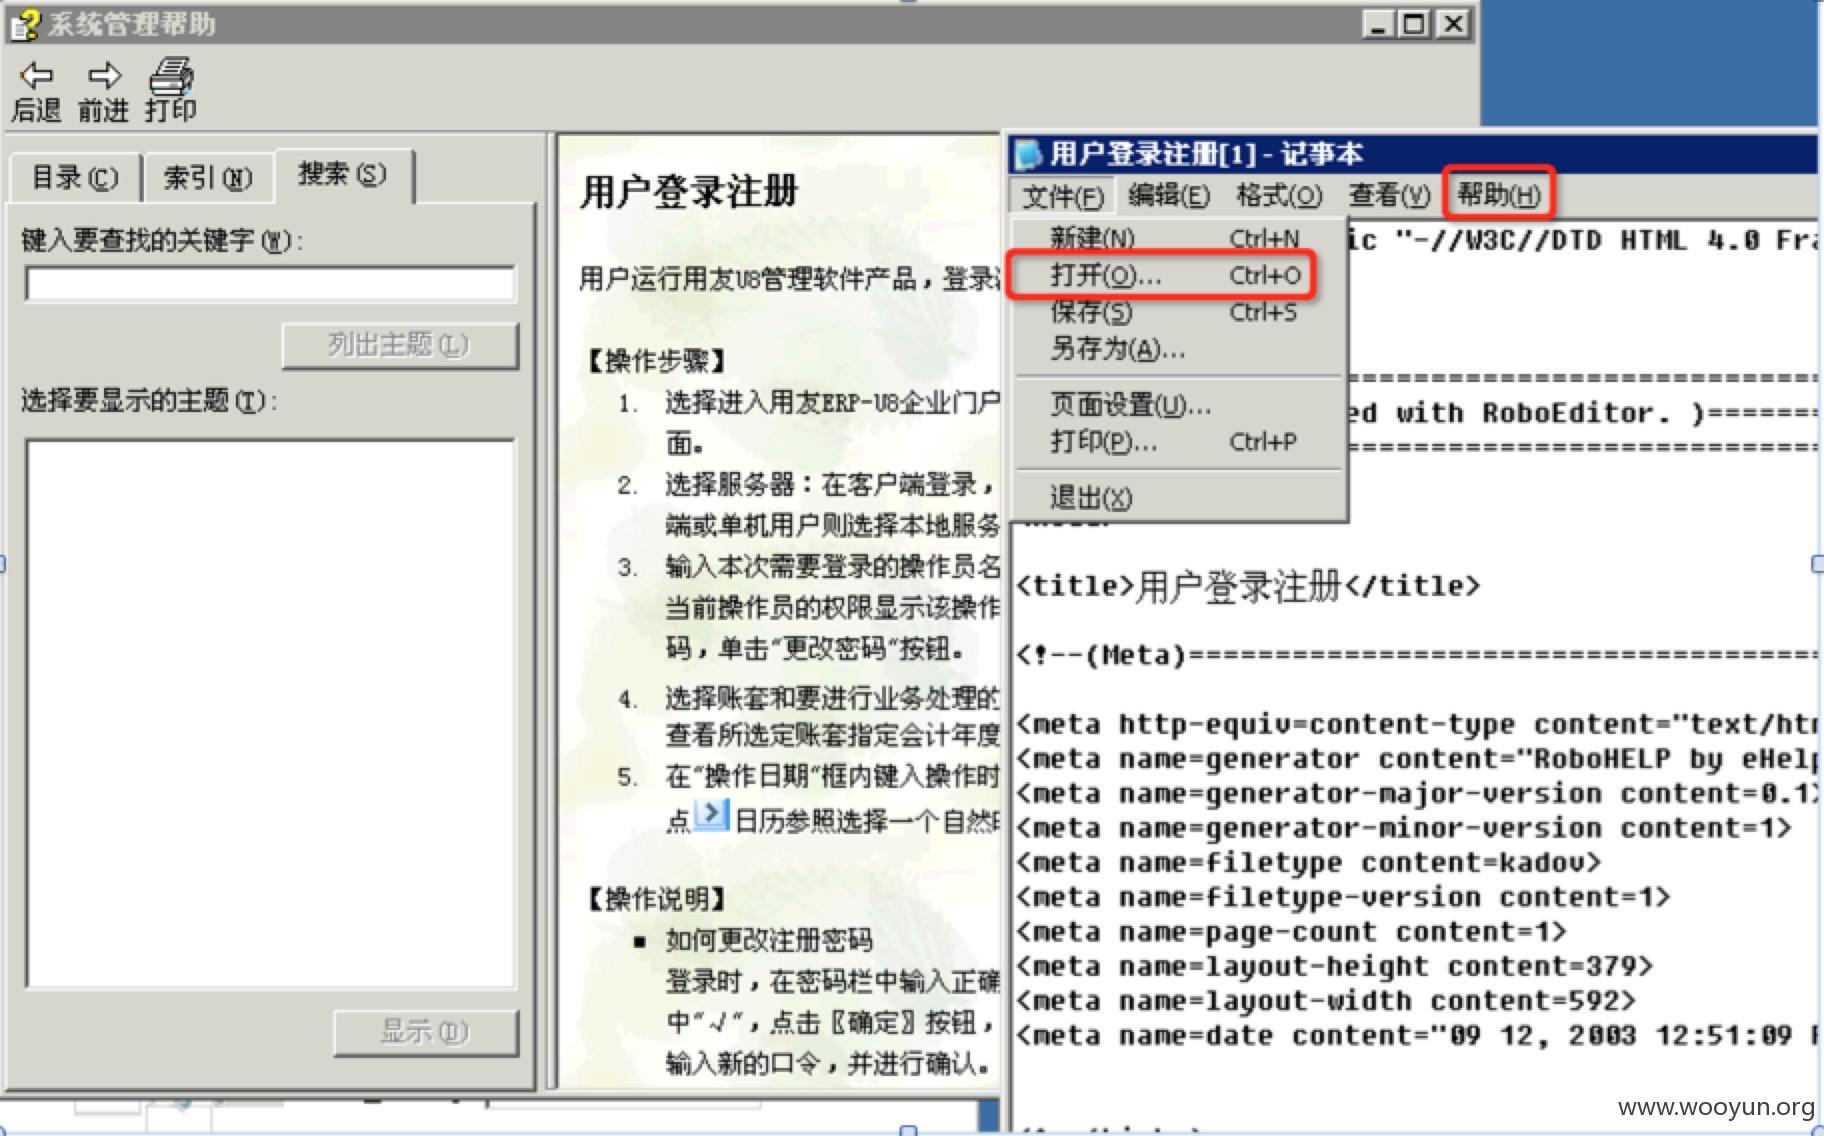 系统管理帮助
后退 前进 打印
目录(C) 索引(N) 搜索(S)
键入要查找的关键字(W):
列出主题(L)
选择要显示的主题(T):
显示(D)
用户登录注册
用户运行用友U8管理软件产品，登录
【操作步骤】
1. 选择进入用友ERP-U8企业门户
面。
2. 选择服务器：在客户端登录，
端或单机用户则选择本地服务
3. 输入本次需要登录的操作员名
当前操作员的权限显示该操作
码，单击“更改密码“按钮。
4. 选择账套和要进行业务处理的
查看所选定账套指定会计年度
5. 在“操作日期“框内键入操作时
点 日历参照选择一个自然
【操作说明】
■ 如何更改注册密码
登录时，在密码栏中输入正确
中“√“，点击〖确定〗按钮，
输入新的口令，并进行确认。
用户登录注册[1] - 记事本
文件(F) 编辑(E) 格式(O) 查看(V) 帮助(H)
新建(N) Ctrl+N
打开(O)... Ctrl+O
保存(S) Ctrl+S
另存为(A)...
页面设置(U)...
打印(P)... Ctrl+P
退出(X)
ic "-//W3C//DTD HTML 4.0 Fra
============================
ed with RoboEditor. )=======
============================
<title>用户登录注册</title>
<!--(Meta)=====================================
<meta http-equiv=content-type content="text/htm
<meta name=generator content="RoboHELP by eHelp
<meta name=generator-major-version content=0.1>
<meta name=generator-minor-version content=1>
<meta name=filetype content=kadov>
<meta name=filetype-version content=1>
<meta name=page-count content=1>
<meta name=layout-height content=379>
<meta name=layout-width content=592>
<meta name=date content="09 12, 2003 12:51:09
www.wooyun.org